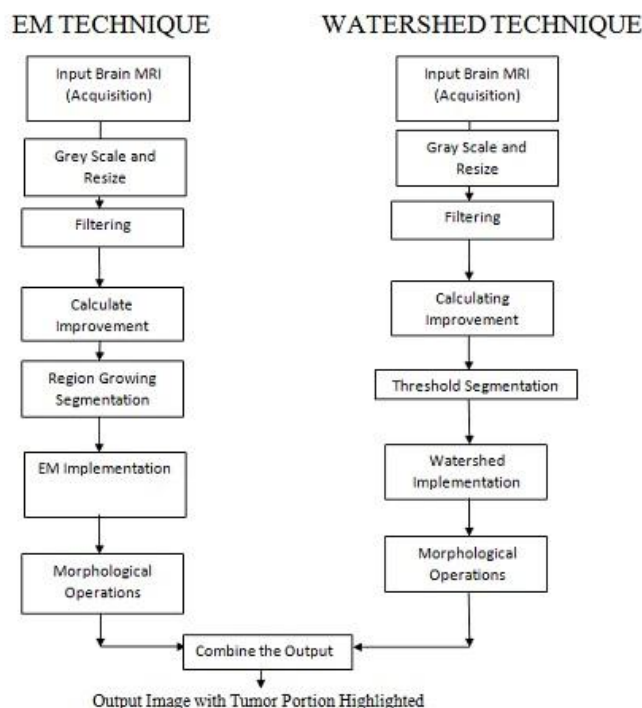 EM TECHNIQUE
Input Brain MRI
(Acquisition)
Grey Scale and
Resize
Filtering
Calculate
Improvement
Region Growing
Segmentation
EM Implementation
Morphological
Operations
WATERSHED TECHNIQUE
Input Brain MRI
(Acquisition)
Gray Scale and
Resize
Filtering
Calculating
Improvement
Threshold Segmentation
Watershed
Implementation
Morphological
Operations
Combine the Output
Output Image with Tumor Portion Highlighted